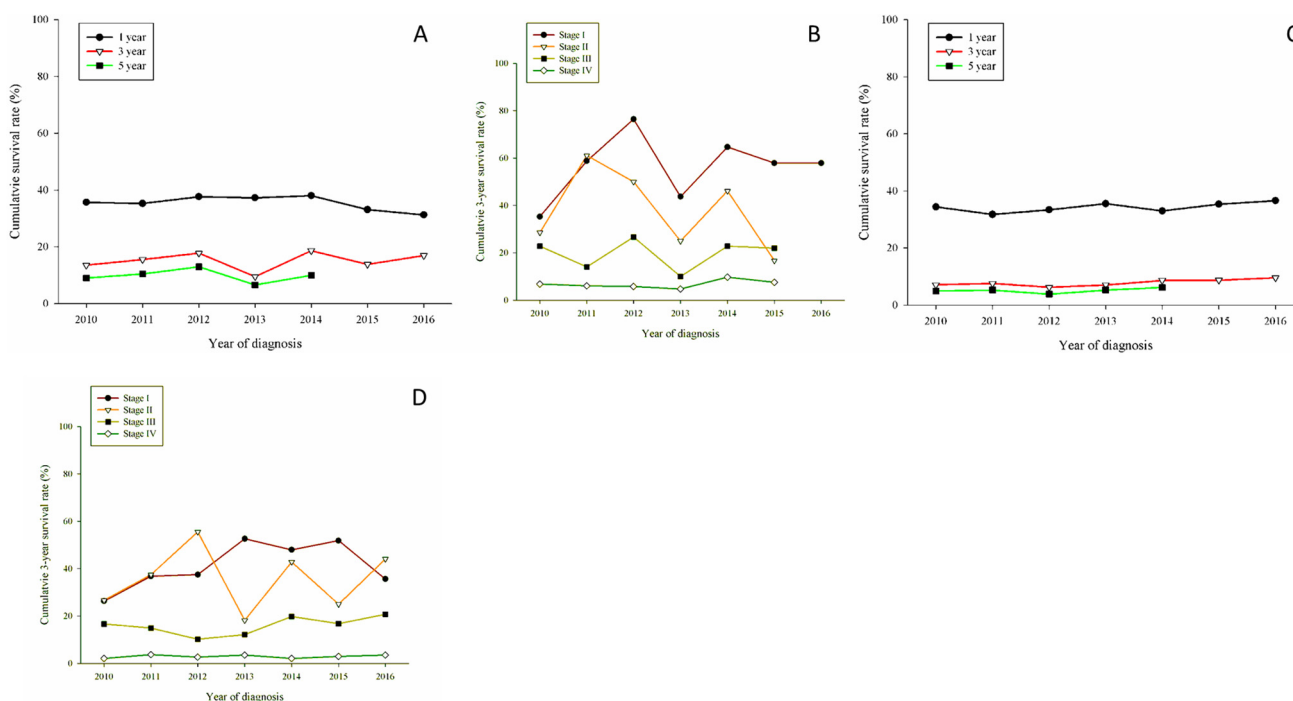 A
1 year
3 year
5 year
Cumulatvie survival rate (%)
100
80
60
40
20
0
2010 2011 2012 2013 2014 2015 2016
Year of diagnosis
B
Stage I
Stage II
Stage III
Stage IV
Cumulatvie 3-year survival rate (%)
100
80
60
40
20
0
2010 2011 2012 2013 2014 2015 2016
Year of diagnosis
C
1 year
3 year
5 year
Cumulatvie survival rate (%)
100
80
60
40
20
0
2010 2011 2012 2013 2014 2015 2016
Year of diagnosis
D
Stage I
Stage II
Stage III
Stage IV
Cumulatvie 3-year survival rate (%)
100
80
60
40
20
0
2010 2011 2012 2013 2014 2015 2016
Year of diagnosis